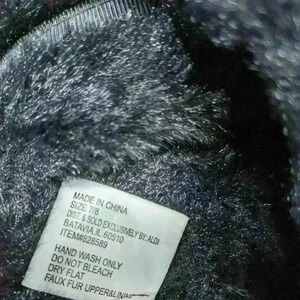 MADE IN CHINA
SIZE 7/8
DIST. & SOLD EXCLUSIVELY BY: ALDI
BATAVIA, IL 60510
ITEM#828589
HAND WASH ONLY
DO NOT BLEACH
DRY FLAT
FAUX FUR UPPER&LINING